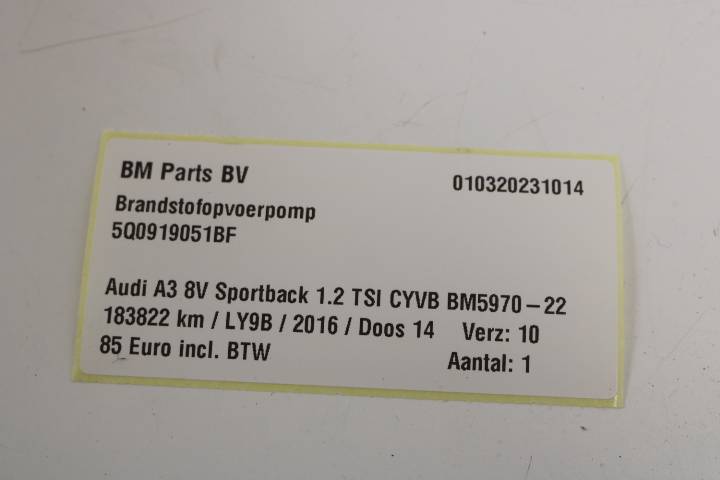 BM Parts BV 010320231014
Brandstofopvoerpomp
5Q0919051BF
Audi A3 8V Sportback 1.2 TSI CYVB BM5970-22
183822 km / LY9B / 2016 / Doos 14 Verz: 10
85 Euro incl. BTW Aantal: 1